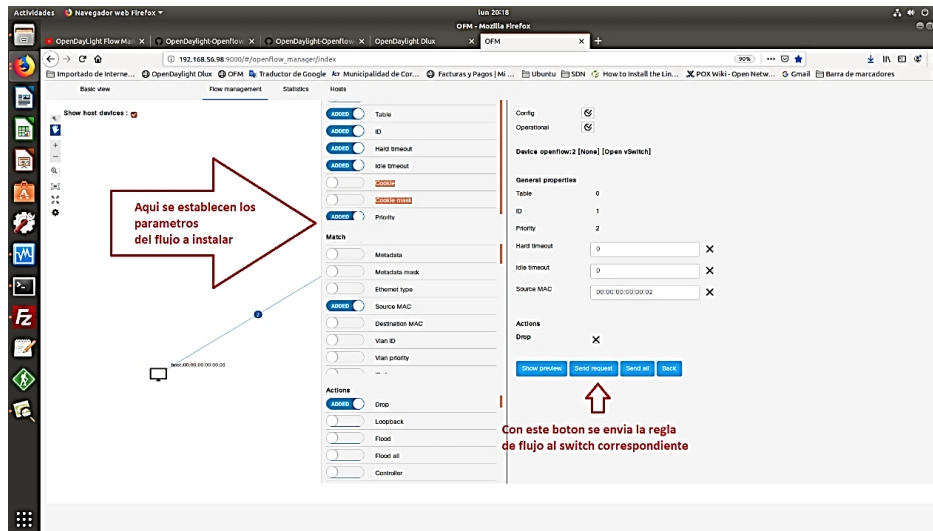 Actividades
Navegador web Firefox
lun 20:18
OFM - Mozilla Firefox
OpenDayLight Flow Man
OpenDaylight-Openflow
OpenDaylight-Openflow
OpenDaylight Dlux
OFM
192.168.56.98:9000/#/openflow_manager/index
90%
Importado de Interne...
OpenDaylight Dlux
OFM
Traductor de Google
Municipalidad de Cor...
Facturas y Pagos | Mi ...
Ubuntu
SDN
How to Install the Lin...
POX Wiki - Open Netw...
Gmail
Barra de marcadores
Basic view
Flow management
Statistics
Hosts
Show host devices :
ADDED Table
ADDED ID
ADDED Hard timeout
ADDED Idle timeout
Cookie
Cookie mask
ADDED Priority
Match
Metadata
Metadata mask
Ethernet type
ADDED Source MAC
Destination MAC
Vlan ID
Vlan priority
Actions
ADDED Drop
Loopback
Flood
Flood all
Controller
Aqui se establecen los
parametros
del flujo a instalar
2
host:00:00:00:00:00:01
Config
Operational
Device openflow:2 [None] [Open vSwitch]
General properties
Table 0
ID 1
Priority 2
Hard timeout 0
Idle timeout 0
Source MAC 00:00:00:00:00:02
Actions
Drop
Show preview
Send request
Send all
Back
Con este boton se envia la regla
de flujo al switch correspondiente